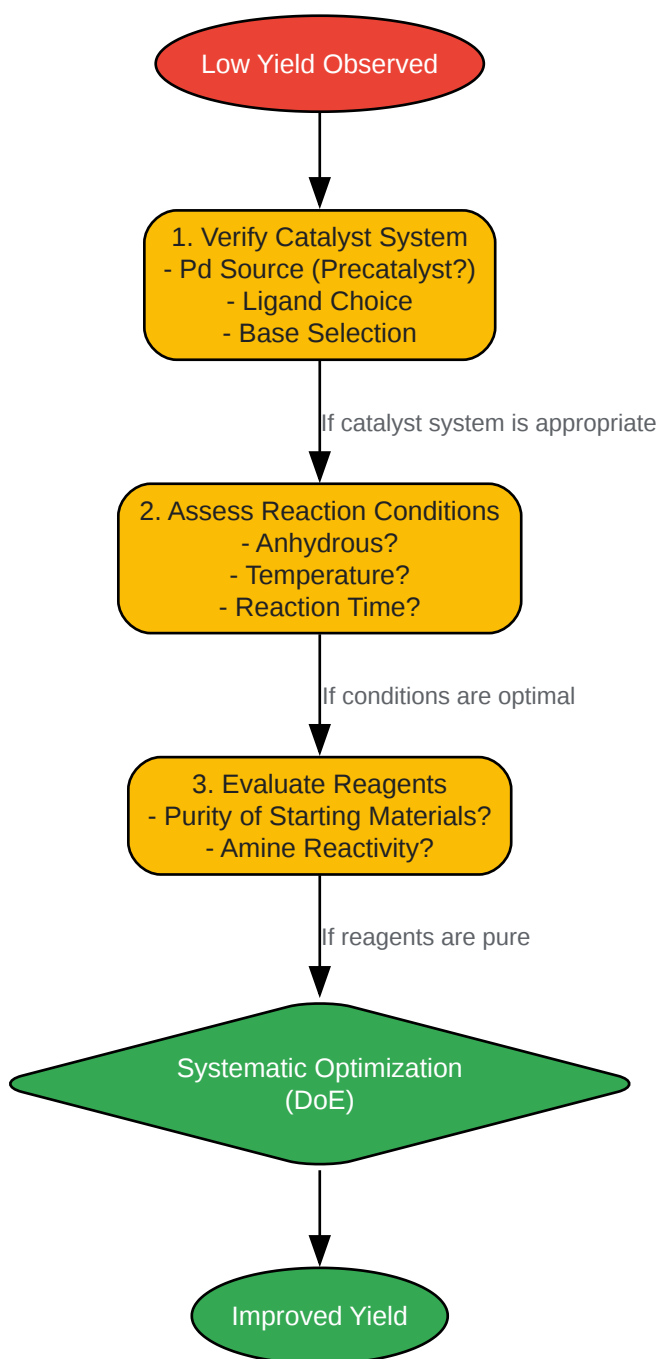 Low Yield Observed
1. Verify Catalyst System
- Pd Source (Precatalyst?)
- Ligand Choice
- Base Selection
If catalyst system is appropriate
2. Assess Reaction Conditions
- Anhydrous?
- Temperature?
- Reaction Time?
If conditions are optimal
3. Evaluate Reagents
- Purity of Starting Materials?
- Amine Reactivity?
If reagents are pure
Systematic Optimization
(DoE)
Improved Yield